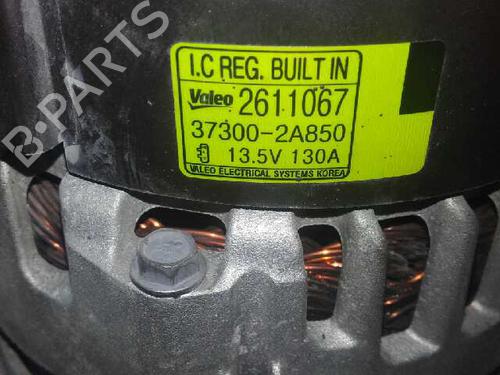 B-PARTS
I.C REG. BUILT IN
Valeo 2611067
37300-2A850
13.5V 130A
VALEO ELECTRICAL SYSTEMS KOREA